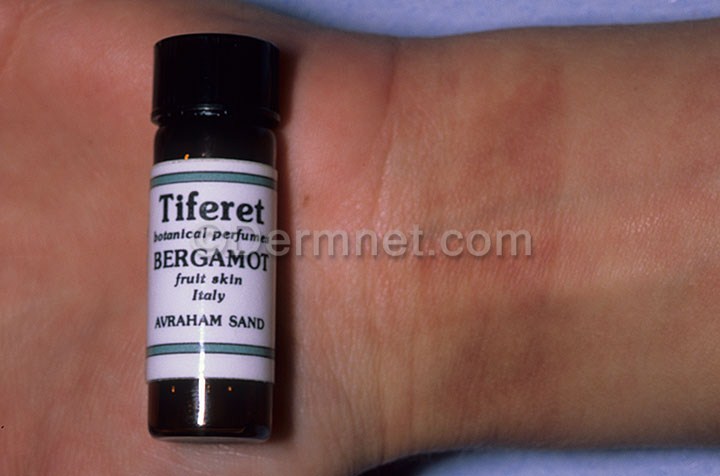 Tiferet
botanical perfumes
©Dermnet.com
BERGAMOT
fruit skin
Italy
AVRAHAM SAND